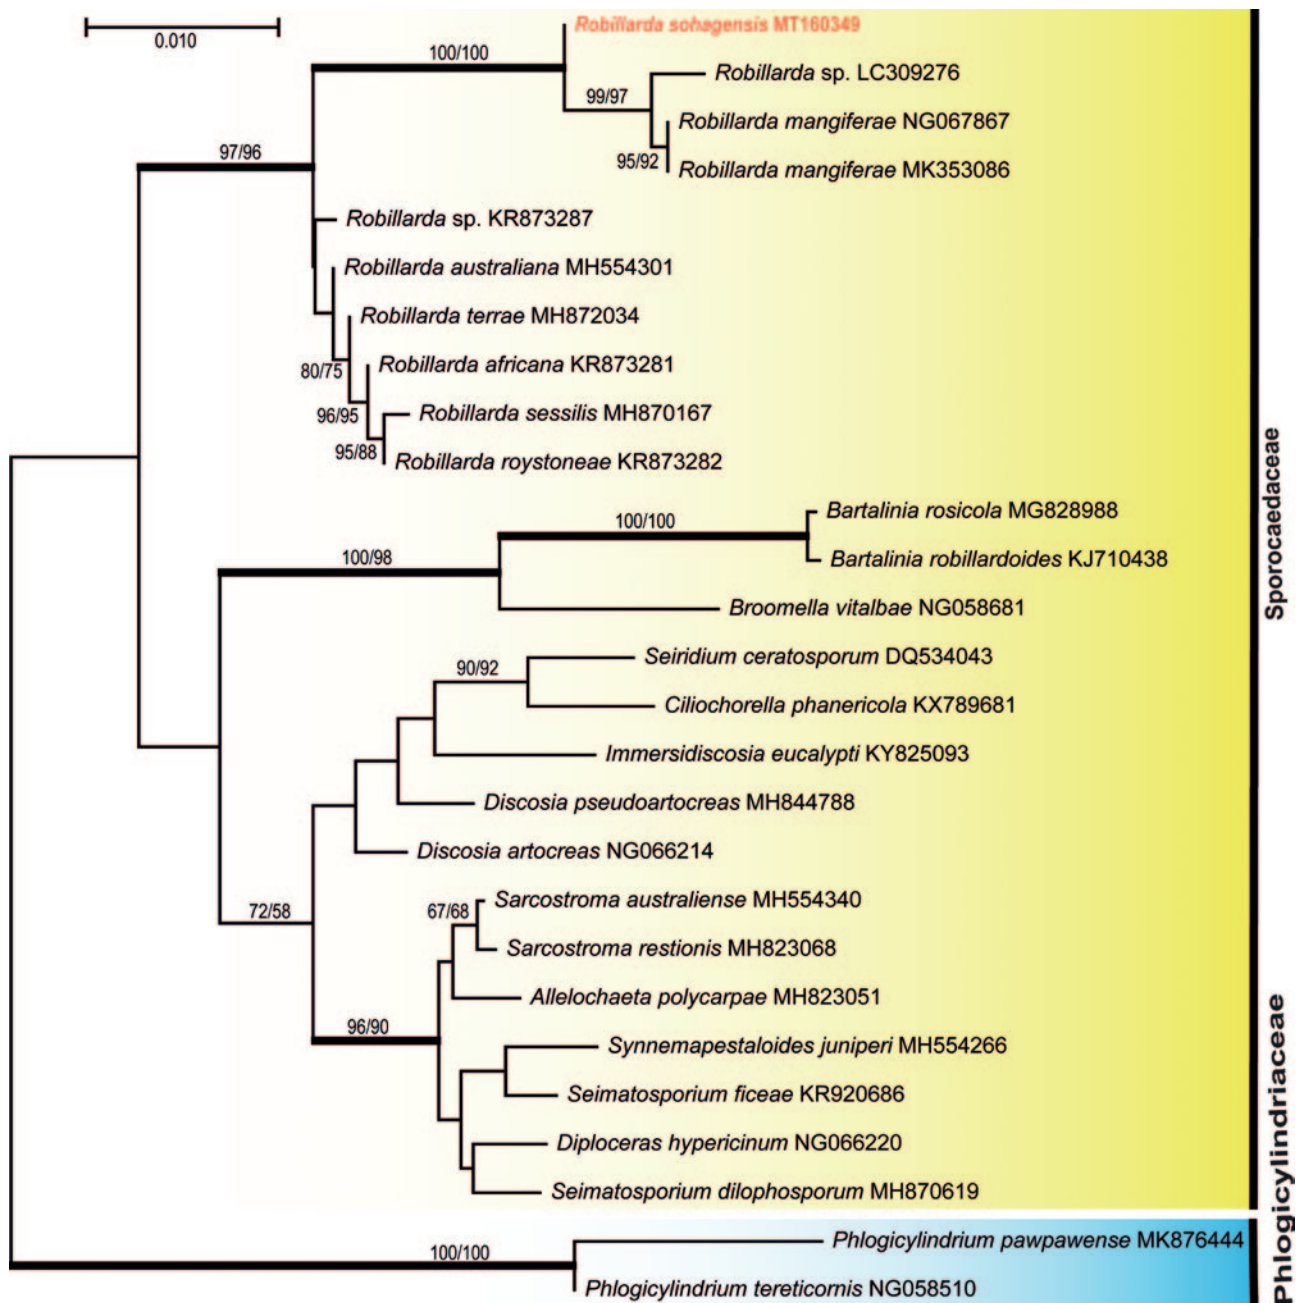 Robillarda sohagensis MT160349
0.010
100/100
Robillarda sp. LC309276
99/97
Robillarda mangiferae NG067867
97/96
95/92
Robillarda mangiferae MK353086
Robillarda sp. KR873287
Robillarda australiana MH554301
Robillarda terrae MH872034
80/75
Robillarda africana KR873281
96/95
Robillarda sessilis MH870167
95/88
Robillarda roystoneae KR873282
Bartalinia rosicola MG828988
100/100
100/98
Bartalinia robillardoides KJ710438
Broomella vitalbae NG058681
Seiridium ceratosporum DQ534043
90/92
Ciliochorella phanericola KX789681
Immersidiscosia eucalypti KY825093
Discosia pseudoartocreas MH844788
Discosia artocreas NG066214
Sarcostroma australiense MH554340
72/58
67/68
Sarcostroma restionis MH823068
Allelochaeta polycarpae MH823051
96/90
Synnemapestaloides juniperi MH554266
Seimatosporium ficeae KR920686
Diploceras hypericinum NG066220
Seimatosporium dilophosporum MH870619
Phlogicylindrium pawpawense MK876444
100/100
Phlogicylindrium tereticornis NG058510
Sporocaedaceae
Phlogicylindriaceae